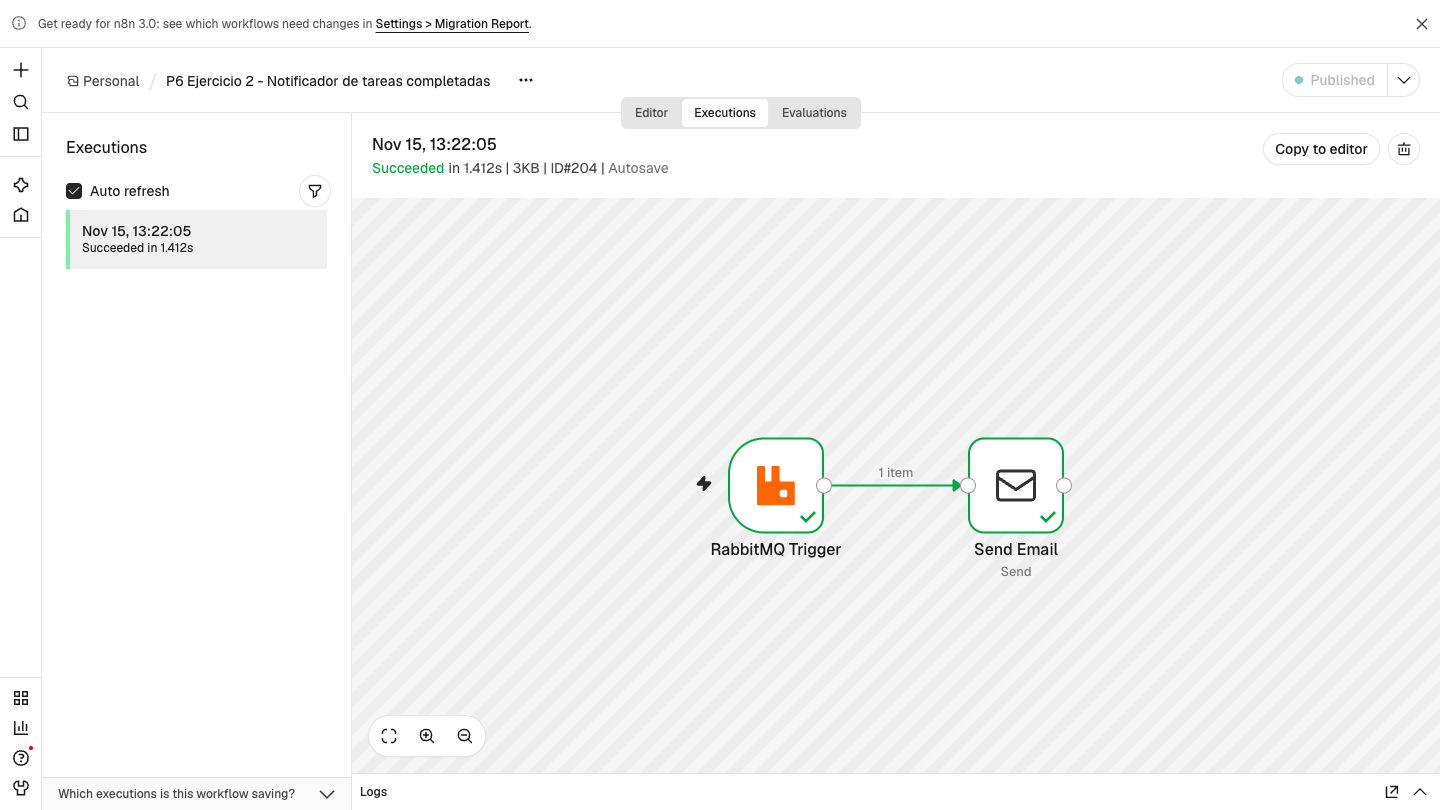 Get ready for n8n 3.0: see which workflows need changes in Settings > Migration Report.
Personal / P6 Ejercicio 2 - Notificador de tareas completadas
Published
Editor Executions Evaluations
Executions
Auto refresh
Nov 15, 13:22:05
Succeeded in 1.412s
Nov 15, 13:22:05
Succeeded in 1.412s | 3KB | ID#204 | Autosave
Copy to editor
1 item
RabbitMQ Trigger
Send Email
Send
Which executions is this workflow saving?
Logs